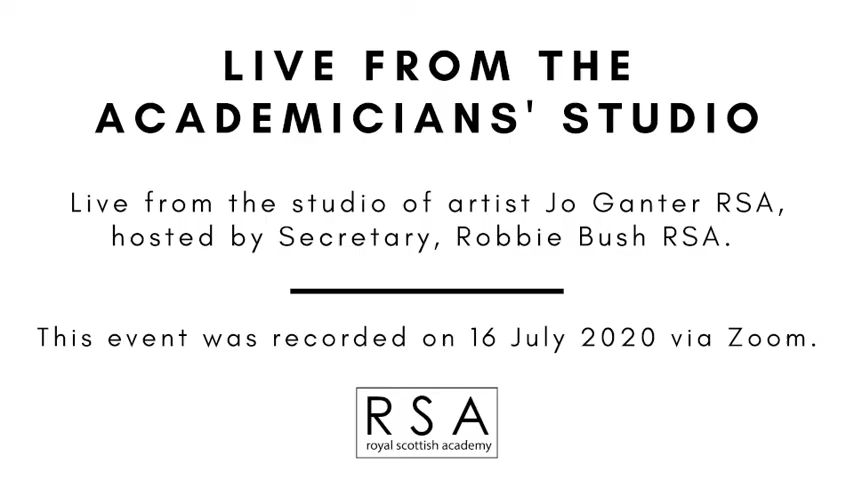 LIVE FROM THE
ACADEMICIANS' STUDIO
Live from the studio of artist Jo Ganter RSA,
hosted by Secretary, Robbie Bush RSA.
This event was recorded on 16 July 2020 via Zoom.
RSA
royal scottish academy